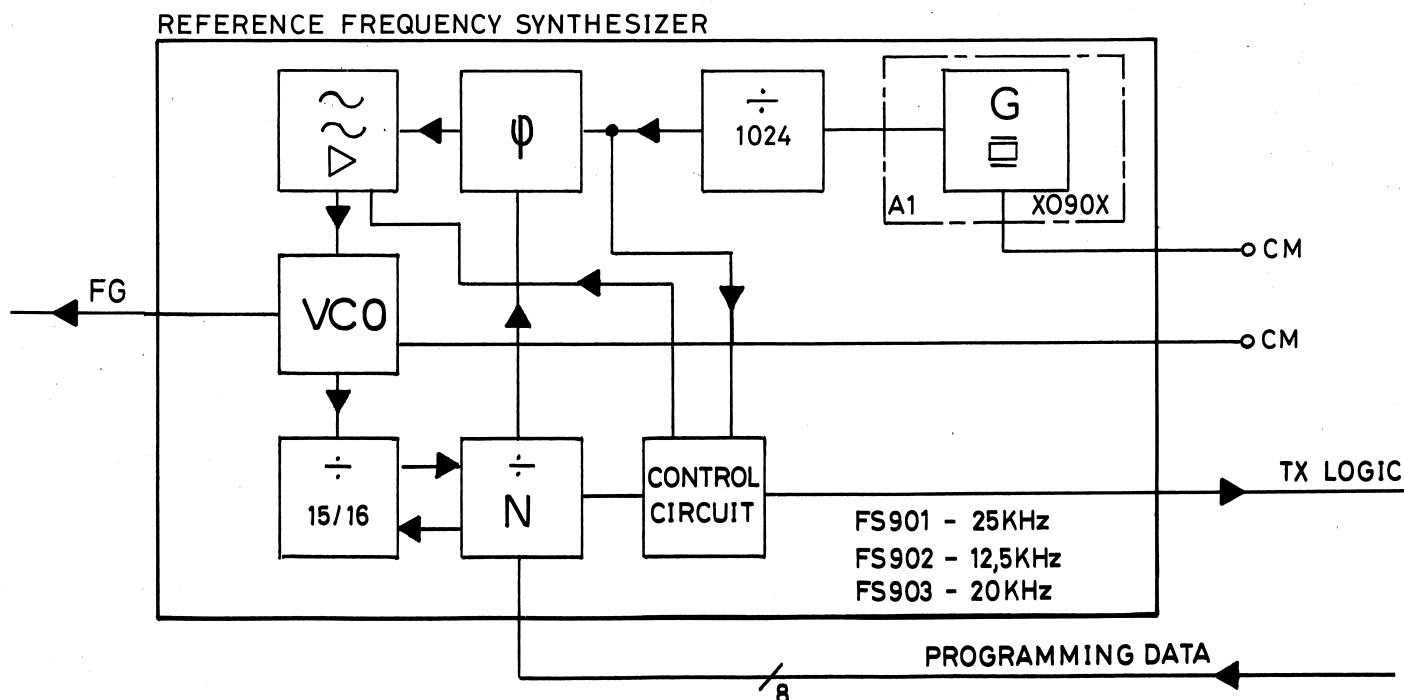 REFERENCE FREQUENCY SYNTHESIZER
φ
÷
1024
G
A1
XO90X
CM
FG
VCO
CM
÷
15/16
÷
N
CONTROL
CIRCUIT
TX LOGIC
FS901 - 25KHz
FS902 - 12,5KHz
FS903 - 20KHz
PROGRAMMING DATA
8